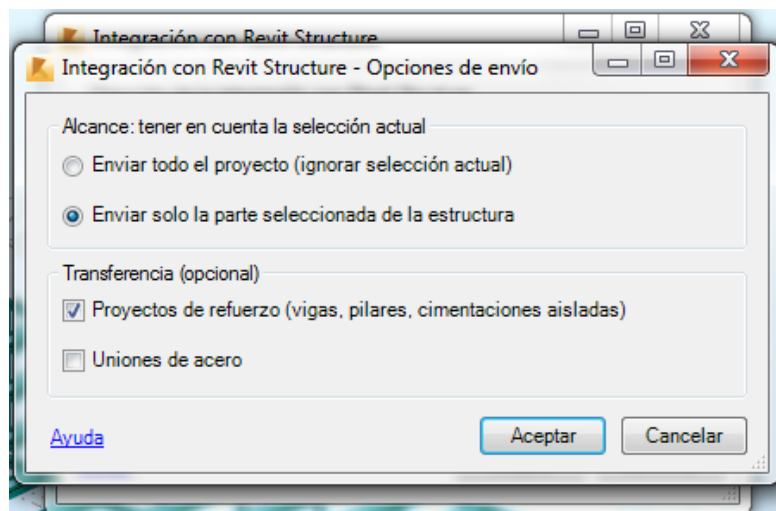 Integración con Revit Structure
Integración con Revit Structure - Opciones de envío
Alcance: tener en cuenta la selección actual
Enviar todo el proyecto (ignorar selección actual)
Enviar solo la parte seleccionada de la estructura
Transferencia (opcional)
Proyectos de refuerzo (vigas, pilares, cimentaciones aisladas)
Uniones de acero
Ayuda
Aceptar
Cancelar